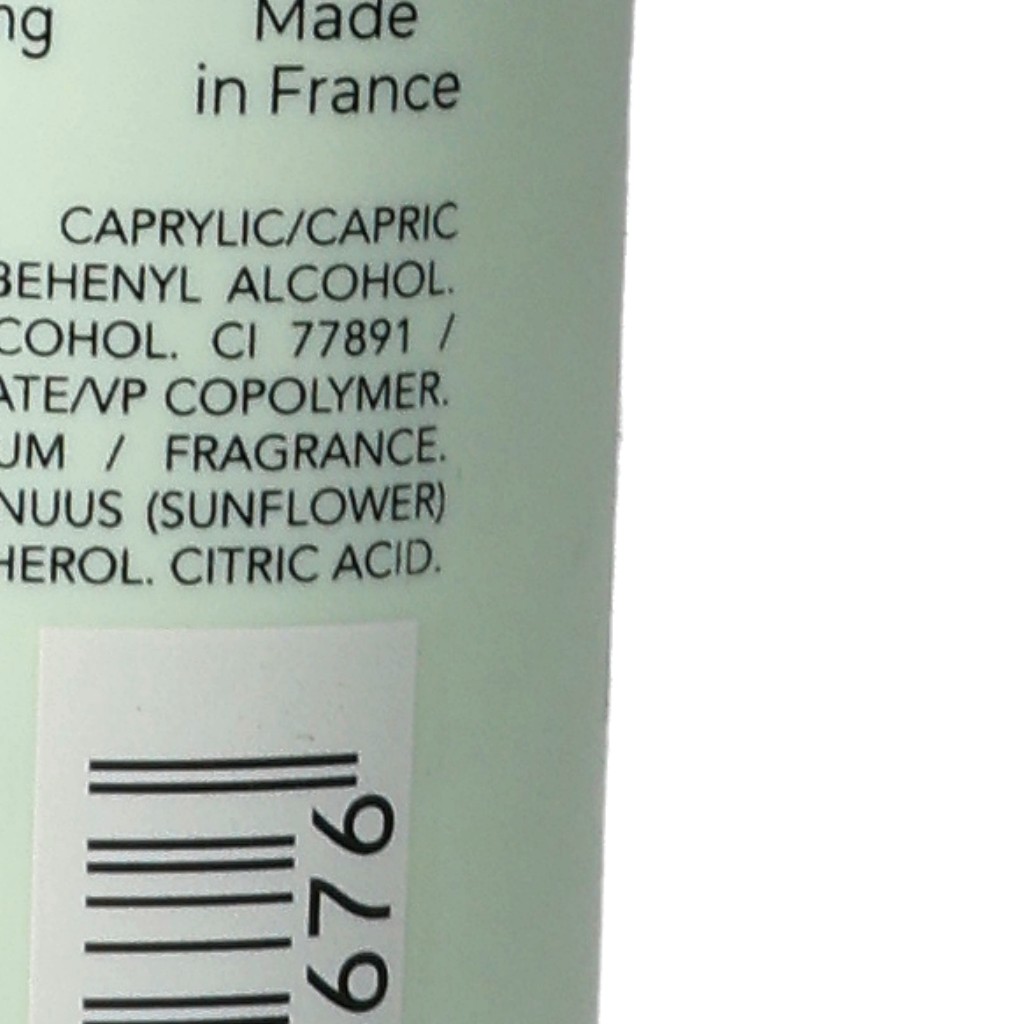 ng
Made
in France
CAPRYLIC/CAPRIC
BEHENYL ALCOHOL.
COHOL. CI 77891 /
ATE/VP COPOLYMER.
UM / FRAGRANCE.
NUUS (SUNFLOWER)
HEROL. CITRIC ACID.
676